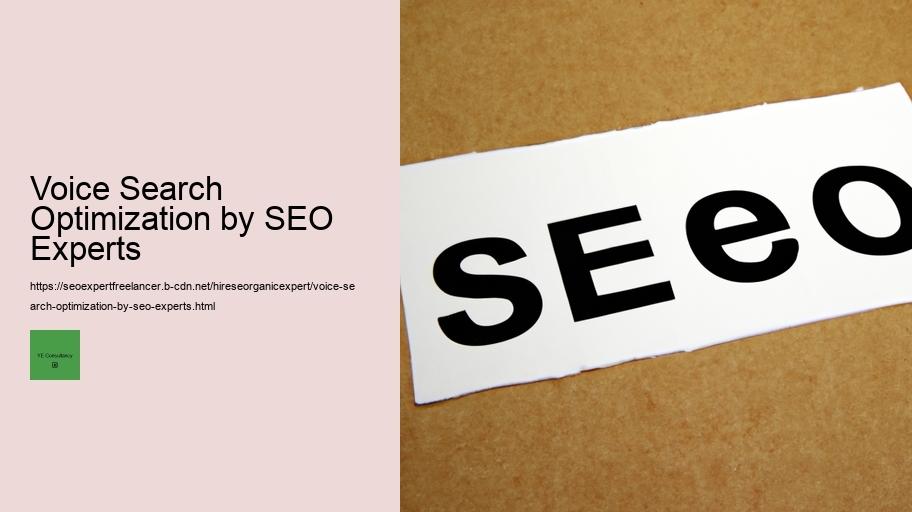 Voice Search
Optimization by SEO
Experts
https://seoexpertfreelancer.b-cdn.net/hireseorganicexpert/voice-se
arch-optimization-by-seo-experts.html
YE Consultancy
SEeo